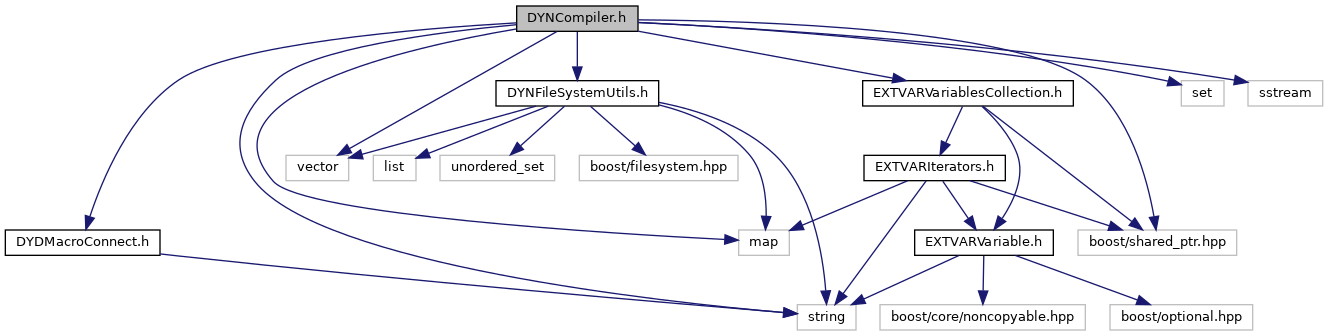 DYNCompiler.h
DYNFileSystemUtils.h
EXTVARVariablesCollection.h
set
sstream
vector
list
unordered_set
boost/filesystem.hpp
EXTVARIterators.h
DYDMacroConnect.h
map
EXTVARVariable.h
boost/shared_ptr.hpp
string
boost/core/noncopyable.hpp
boost/optional.hpp